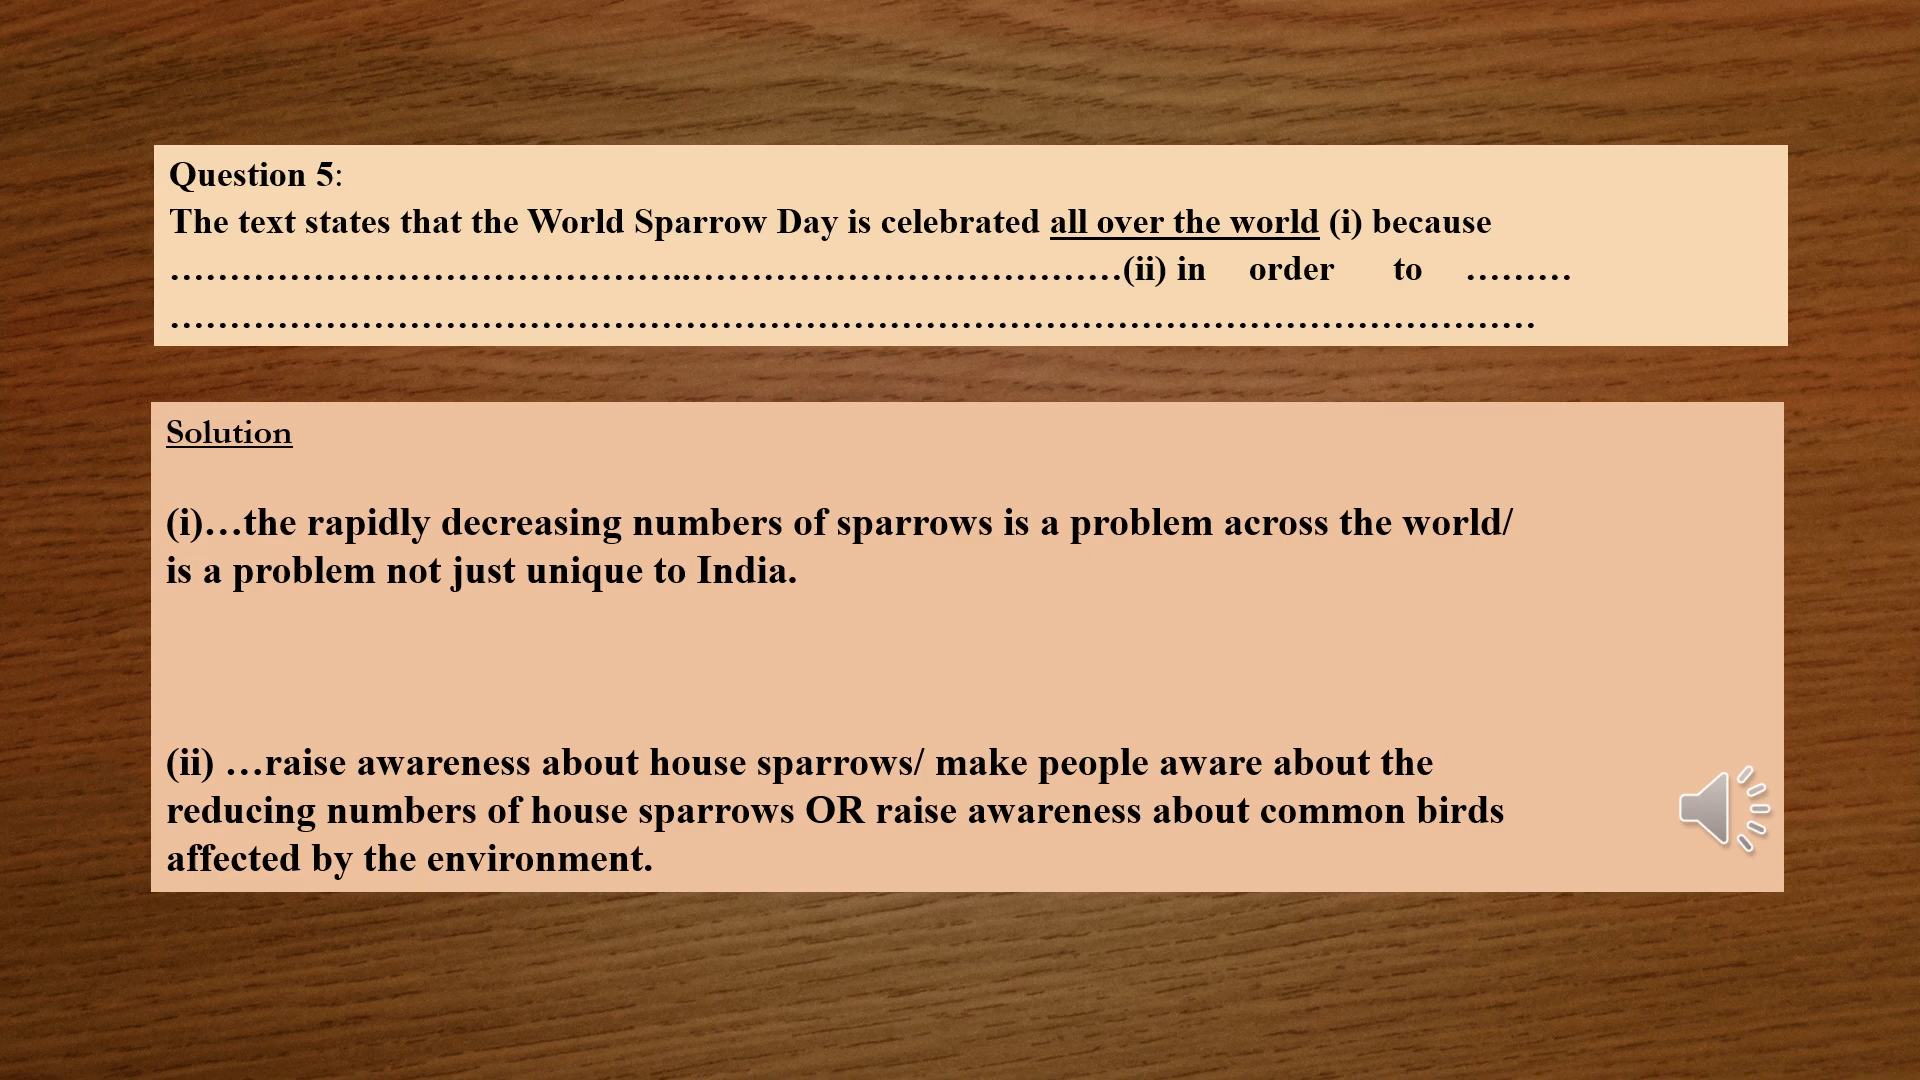 Question 5:
The text states that the World Sparrow Day is celebrated all over the world (i) because
……………………………………..………………………………(ii) in order to ………
……………………………………………………………………………………………………
Solution
(i)…the rapidly decreasing numbers of sparrows is a problem across the world/
is a problem not just unique to India.
(ii) …raise awareness about house sparrows/ make people aware about the
reducing numbers of house sparrows OR raise awareness about common birds
affected by the environment.